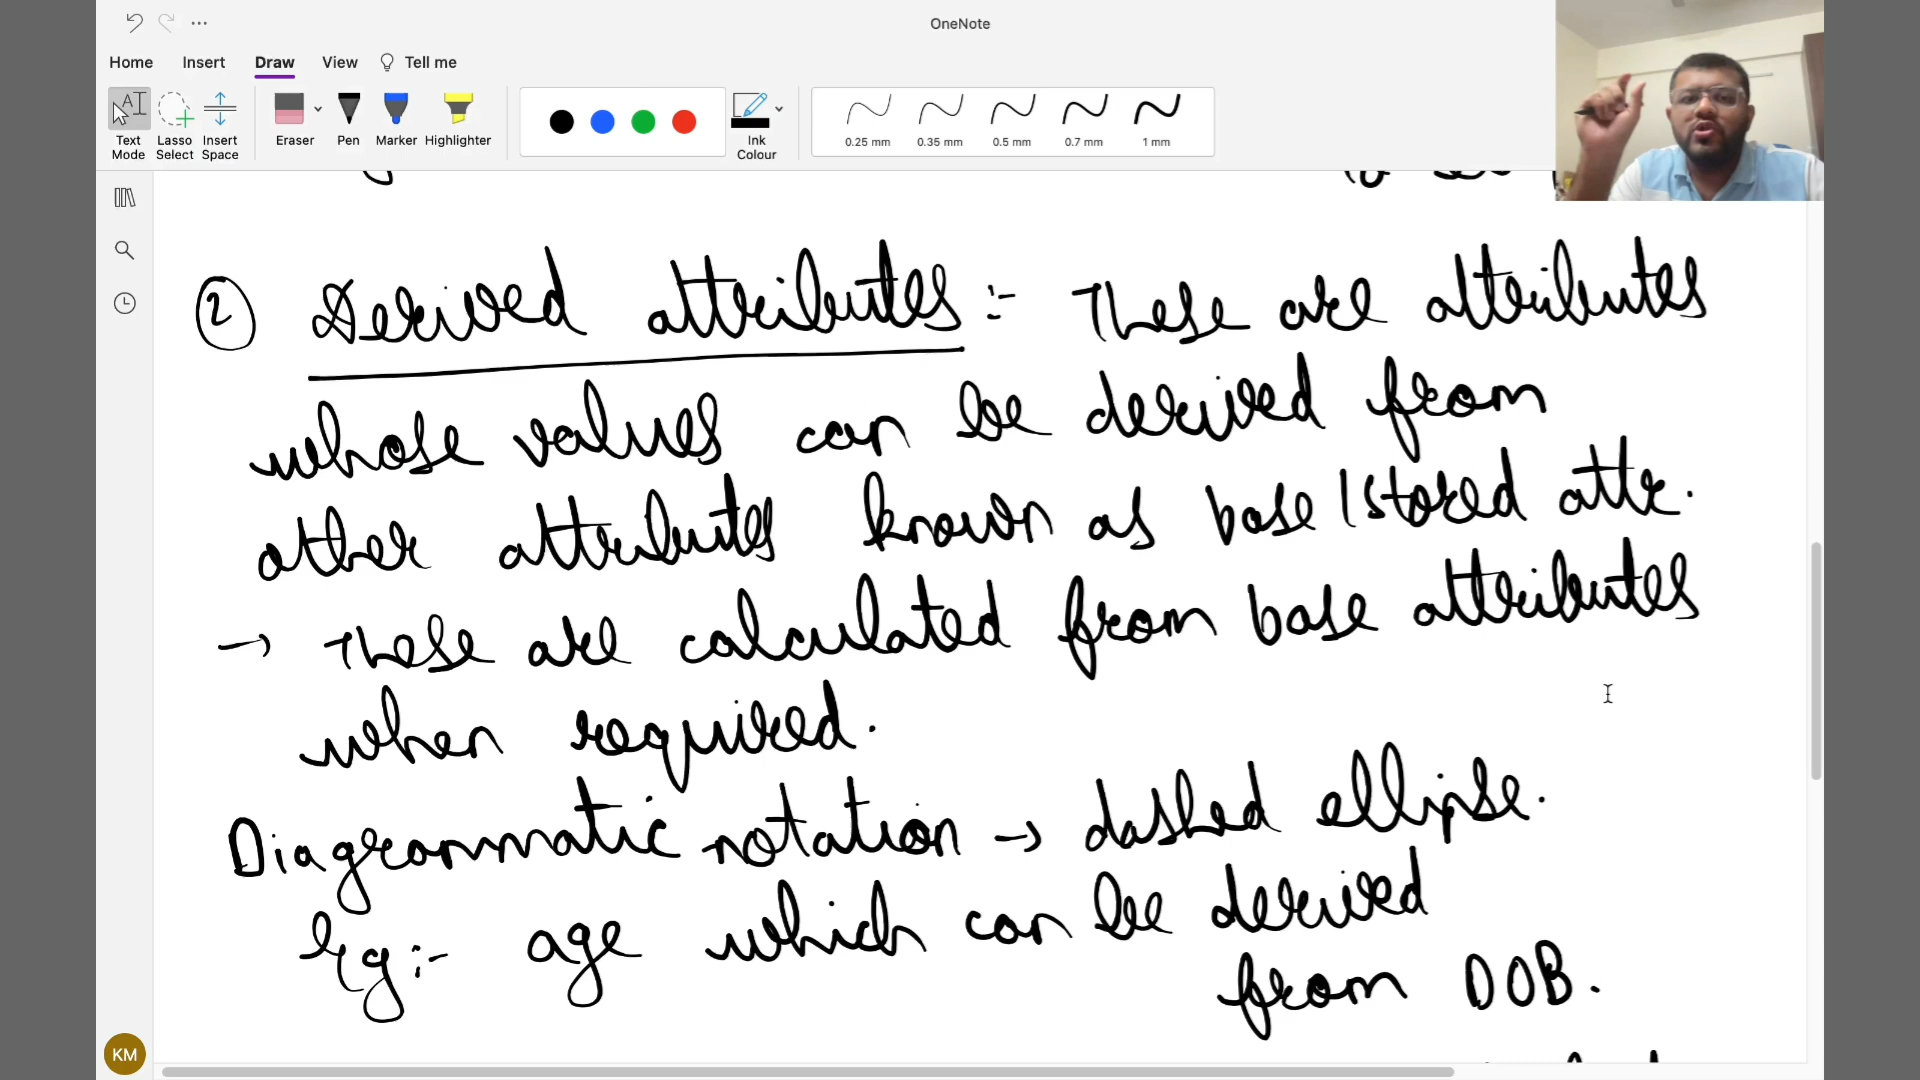 OneNote
Home Insert Draw View Tell me
Text Mode Lasso Select Insert Space Eraser Pen Marker Highlighter Ink Colour 0.25 mm 0.35 mm 0.5 mm 0.7 mm 1 mm
② Derived attributes :- These are attributes
whose values can be derived from
other attributes known as base/stored attr.
→ These are calculated from base attributes
when required.
Diagrammatic notation → dashed ellipse.
Eg:- age which can be derived
from DOB.
KM